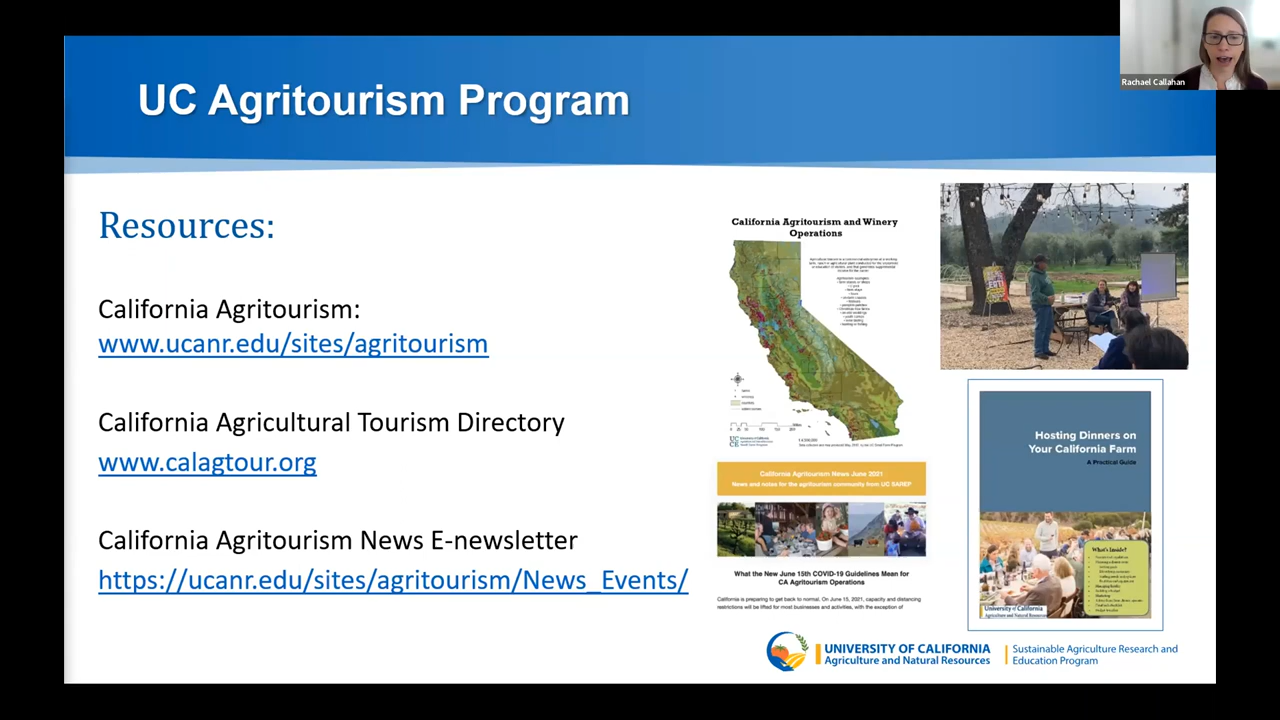 Rachael Callahan
UC Agritourism Program
Resources:
California Agritourism:
www.ucanr.edu/sites/agritourism
California Agricultural Tourism Directory
www.calagtour.org
California Agritourism News E-newsletter
https://ucanr.edu/sites/agritourism/News_Events/
California Agritourism and Winery
Operations
California Agritourism News June 2021
News and notes for the agritourism community from UC SAREP
What the New June 15th COVID-19 Guidelines Mean for
CA Agritourism Operations
California is preparing to get back to normal. On June 15, 2021, capacity and distancing
restrictions will be lifted for most businesses and activities, with the exception of
Hosting Dinners on
Your California Farm
A Practical Guide
What's Inside?
University of California
Agriculture and Natural Resources
UNIVERSITY OF CALIFORNIA
Agriculture and Natural Resources
Sustainable Agriculture Research and
Education Program